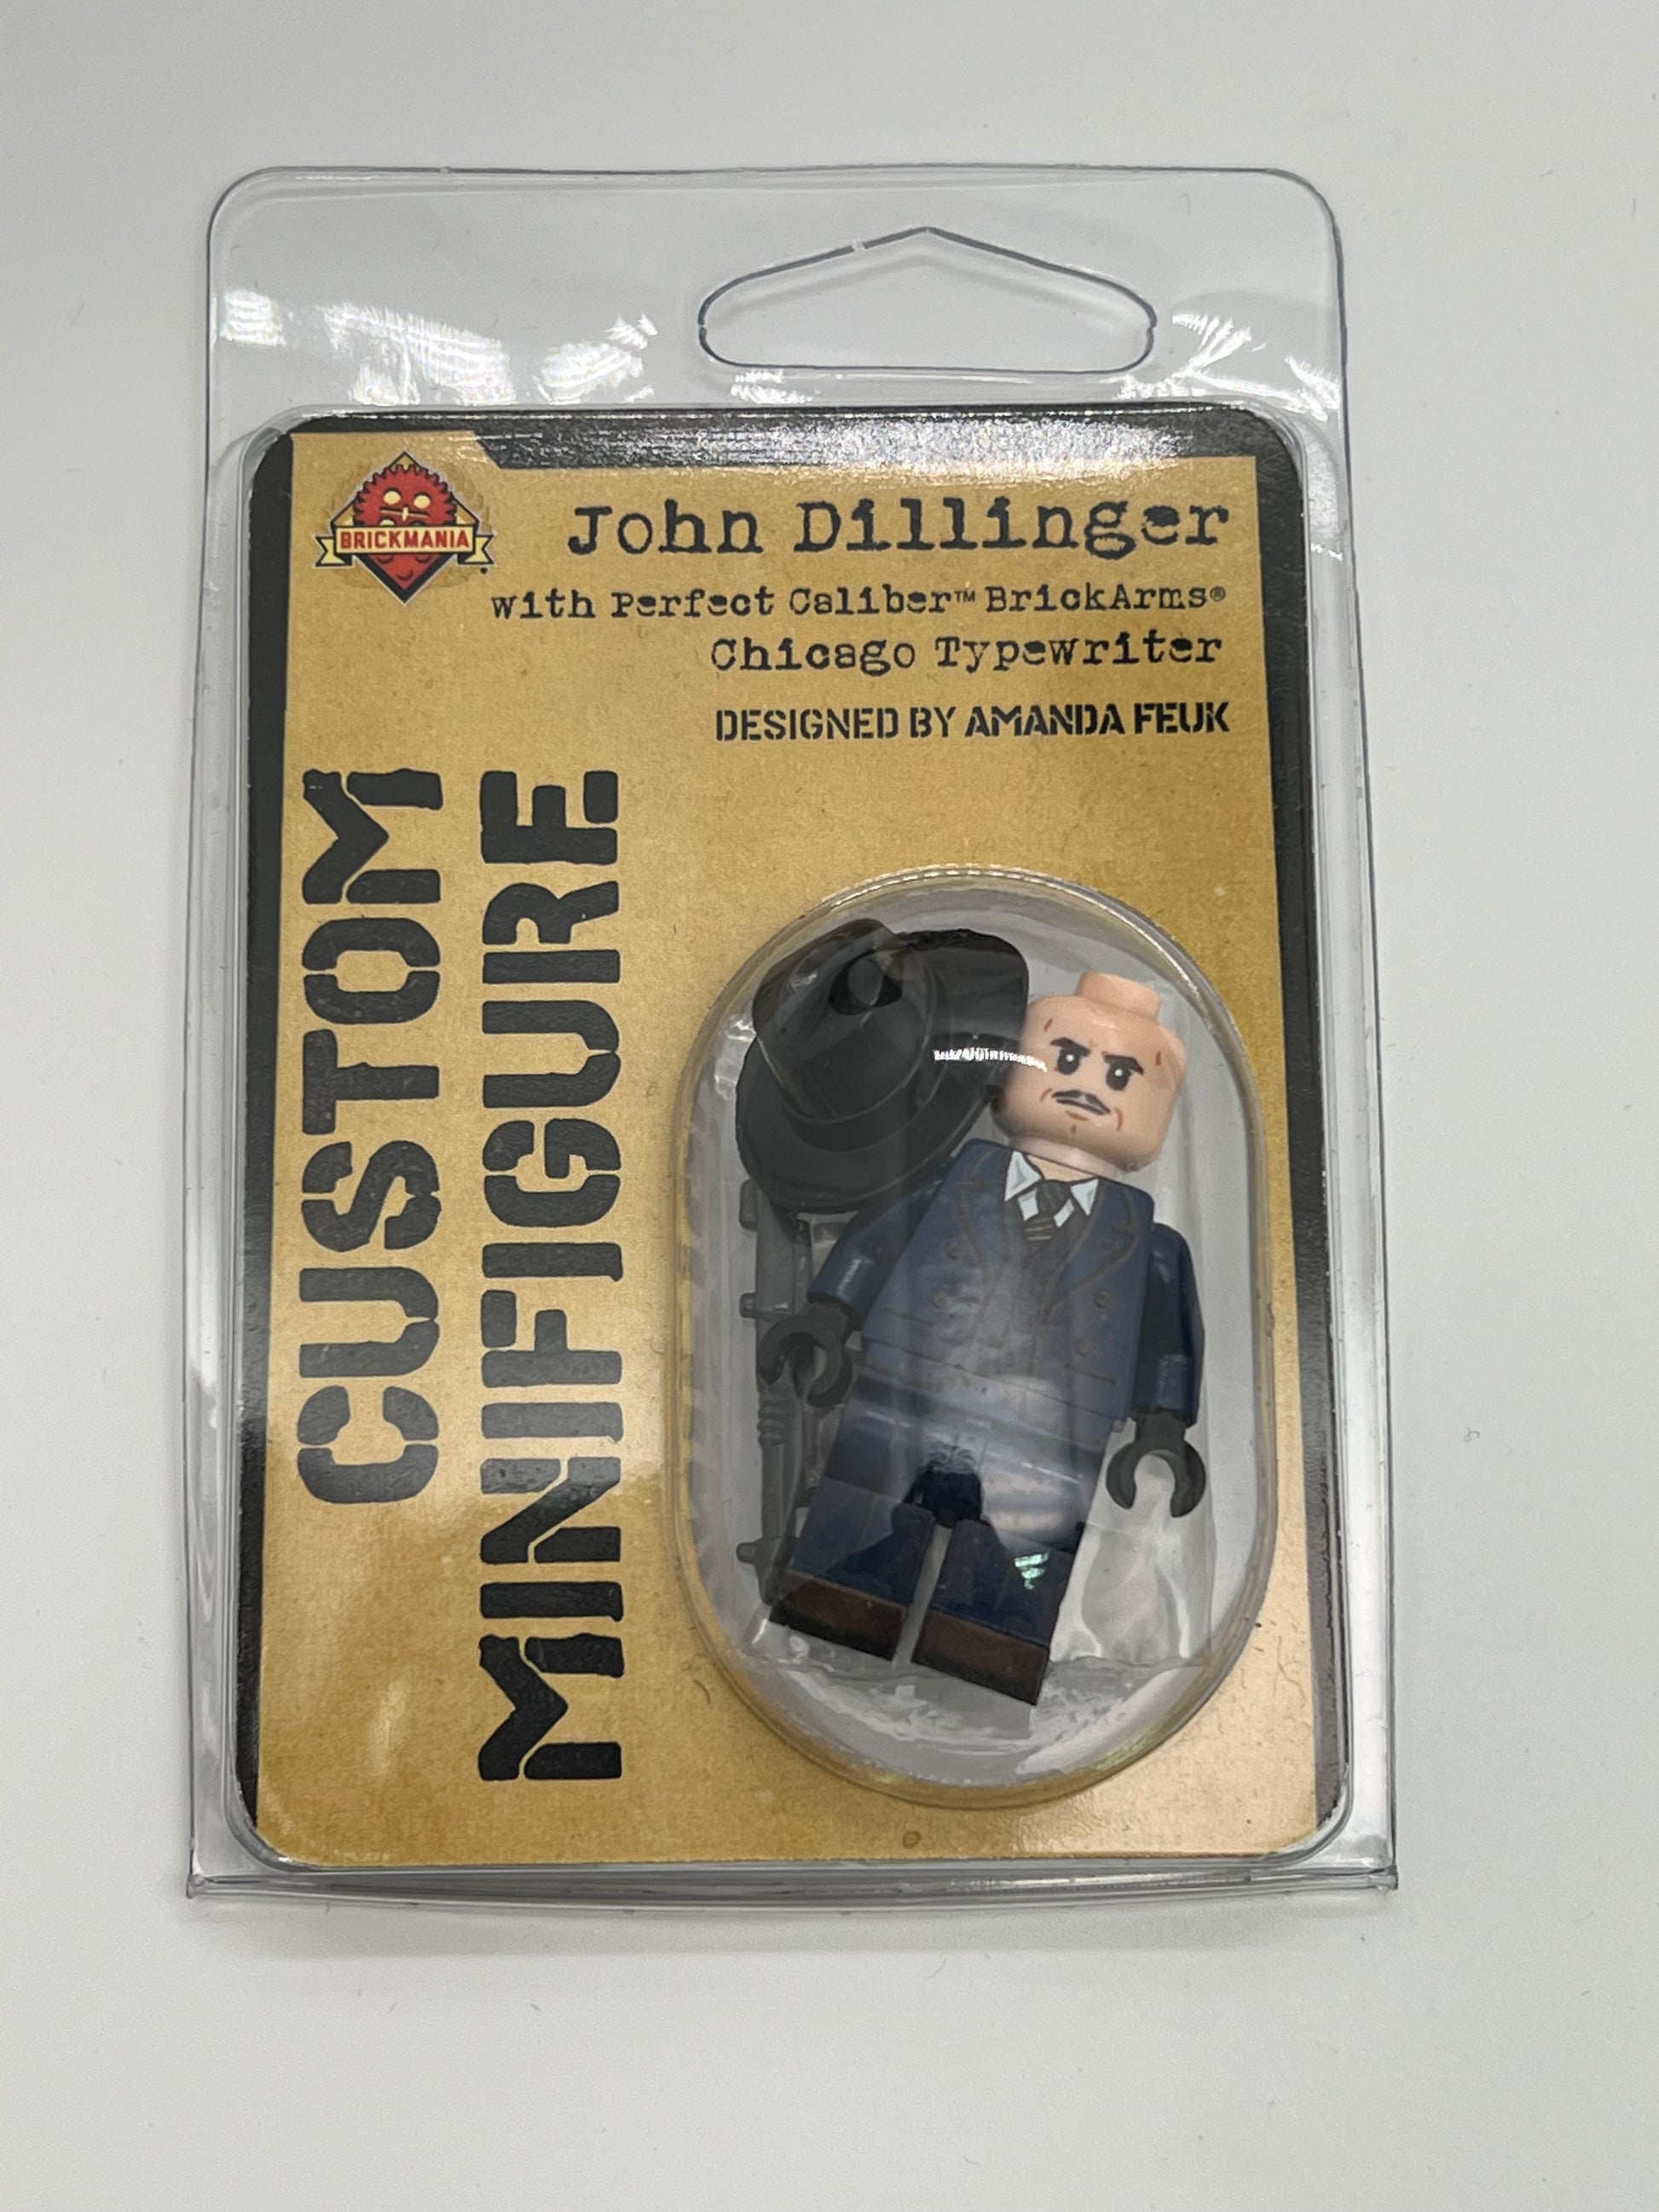 BRICKMANIA
John Dillinger
with Perfect Caliber™ BrickArms®
Chicago Typewriter
DESIGNED BY AMANDA FEUK
CUSTOM
MINIFIGURE